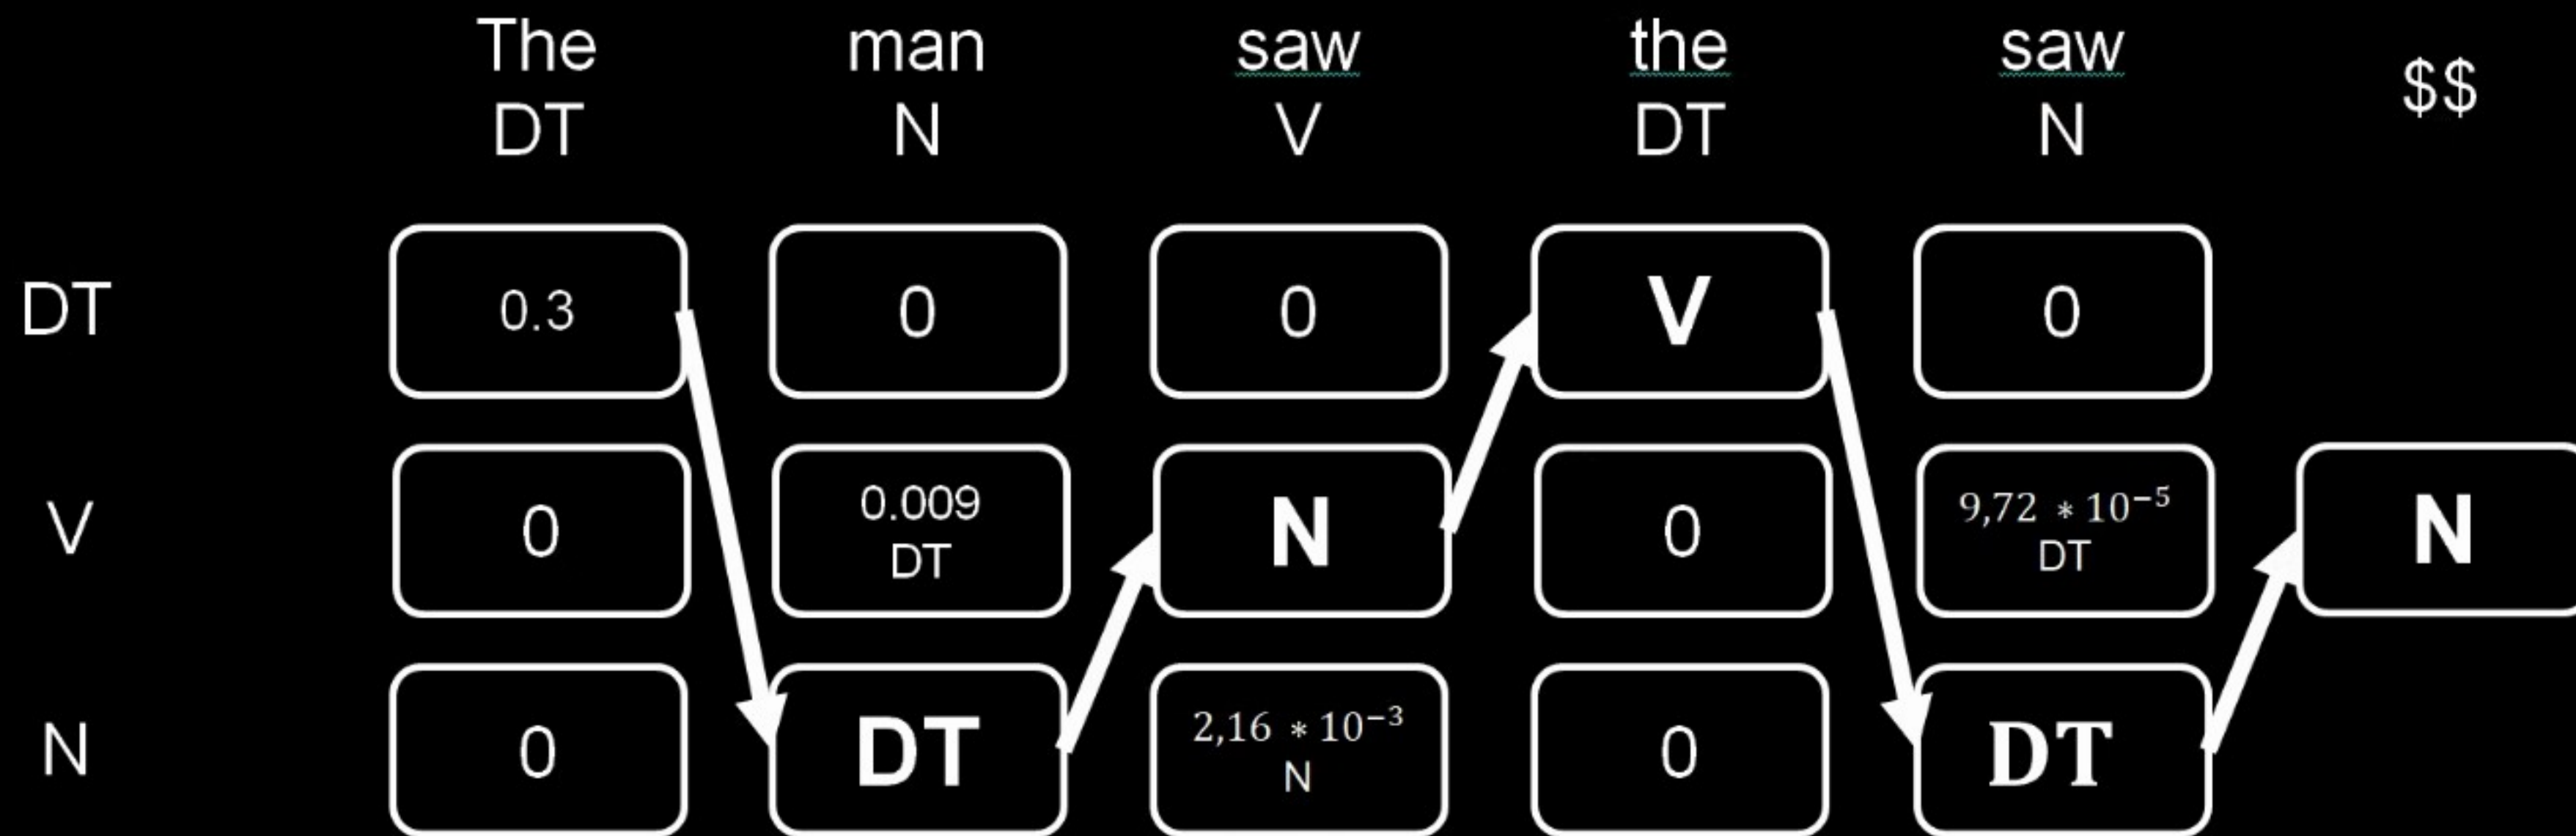 The man saw the saw $$
DT N V DT N
DT 0.3 0 0 V 0
V 0 0.009 DT N 0 9,72 * 10⁻⁵ DT N
N 0 DT 2,16 * 10⁻³ N 0 DT